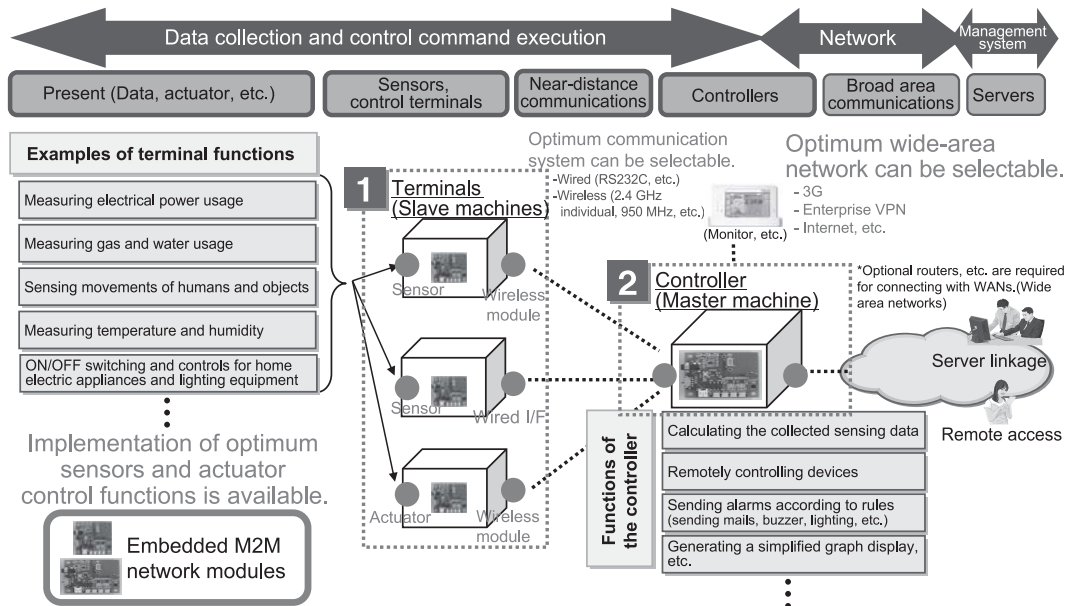 Data collection and control command execution
Network
Management
system
Present (Data, actuator, etc.)
Sensors,
control terminals
Near-distance
communications
Controllers
Broad area
communications
Servers
Examples of terminal functions
Measuring electrical power usage
Measuring gas and water usage
Sensing movements of humans and objects
Measuring temperature and humidity
ON/OFF switching and controls for home
electric appliances and lighting equipment
Implementation of optimum
sensors and actuator
control functions is available.
Embedded M2M
network modules
1
Terminals
(Slave machines)
Sensor
Wireless
module
Sensor
Wired I/F
Actuator
Wireless
module
Optimum communication
system can be selectable.
-Wired (RS232C, etc.)
-Wireless (2.4 GHz
individual, 950 MHz, etc.)
(Monitor, etc.)
Optimum wide-area
network can be selectable.
- 3G
- Enterprise VPN
- Internet, etc.
2
Controller
(Master machine)
*Optional routers, etc. are required
for connecting with WANs.(Wide
area networks)
Server linkage
Remote access
Functions of
the controller
Calculating the collected sensing data
Remotely controlling devices
Sending alarms according to rules
(sending mails, buzzer, lighting, etc.)
Generating a simplified graph display,
etc.